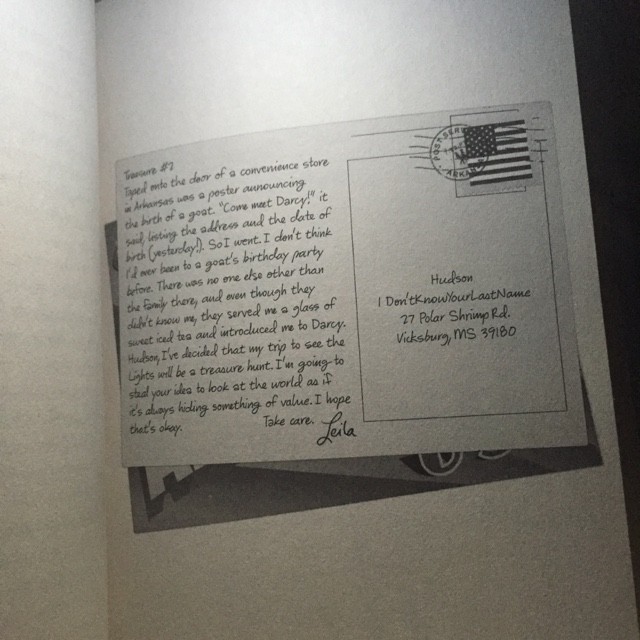 Treasure #2
Taped onto the door of a convenience store
in Arkansas was a poster announcing
the birth of a goat. "Come meet Darcy!" it
said, listing the address and the date of
birth (yesterday!). So I went. I don't think
I'd ever been to a goat's birthday party
before. There was no one else other than
the family there, and even though they
didn't know me, they served me a glass of
sweet iced tea and introduced me to Darcy.
Hudson, I've decided that my trip to see the
Lights will be a treasure hunt. I'm going to
steal your idea to look at the world as if
it's always hiding something of value. I hope
that's okay.
Take care.
Leila
Hudson
IDon'tKnowYourLastName
27 Polar Shrimp Rd.
Vicksburg, MS 39180